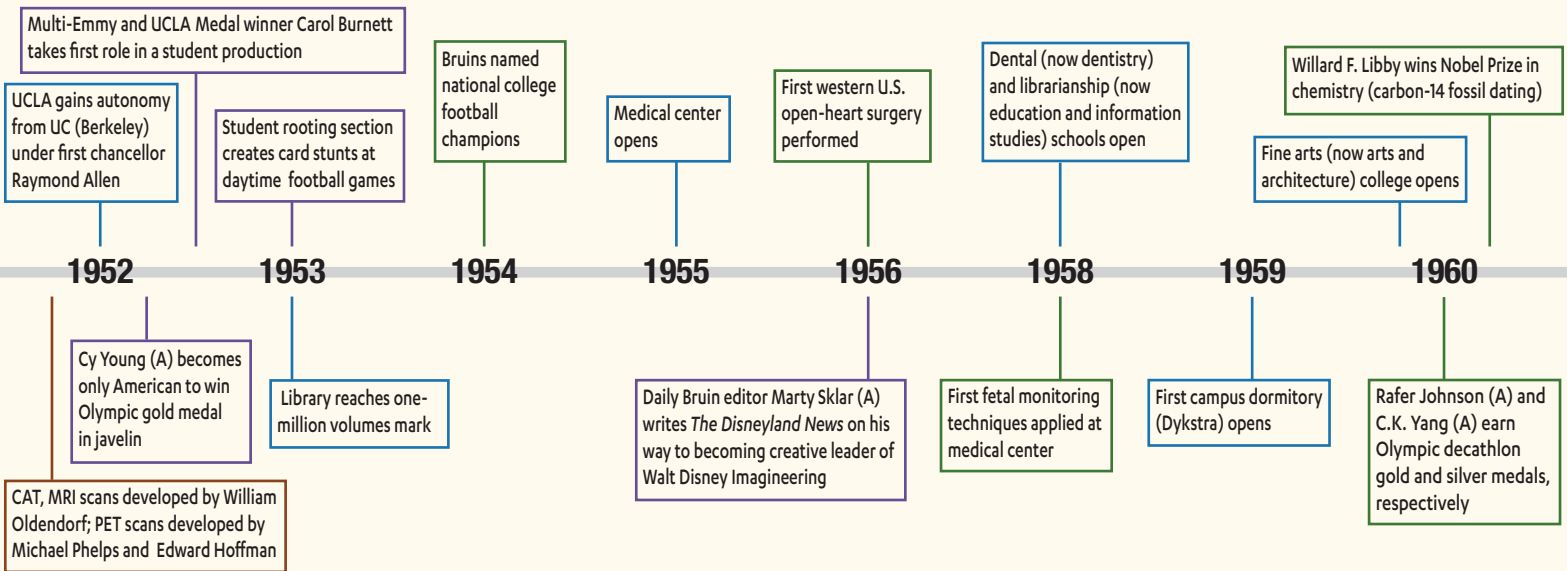 Multi-Emmy and UCLA Medal winner Carol Burnett
takes first role in a student production
UCLA gains autonomy
from UC (Berkeley)
under first chancellor
Raymond Allen
Student rooting section
creates card stunts at
daytime football games
Bruins named
national college
football
champions
Medical center
opens
First western U.S.
open-heart surgery
performed
Dental (now dentistry)
and librarianship (now
education and information
studies) schools open
Willard F. Libby wins Nobel Prize in
chemistry (carbon-14 fossil dating)
Fine arts (now arts and
architecture) college opens
1952
1953
1954
1955
1956
1958
1959
1960
Cy Young (A) becomes
only American to win
Olympic gold medal
in javelin
CAT, MRI scans developed by William
Oldendorf; PET scans developed by
Michael Phelps and Edward Hoffman
Library reaches one-
million volumes mark
Daily Bruin editor Marty Sklar (A)
writes The Disneyland News on his
way to becoming creative leader of
Walt Disney Imagineering
First fetal monitoring
techniques applied at
medical center
First campus dormitory
(Dykstra) opens
Rafer Johnson (A) and
C.K. Yang (A) earn
Olympic decathlon
gold and silver medals,
respectively